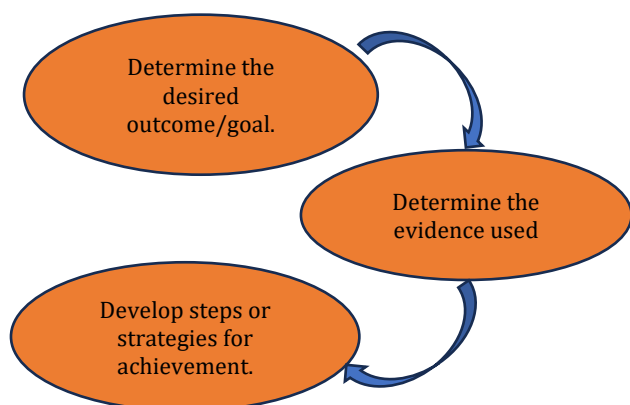 Determine the
desired
outcome/goal.
Determine the
evidence used
Develop steps or
strategies for
achievement.